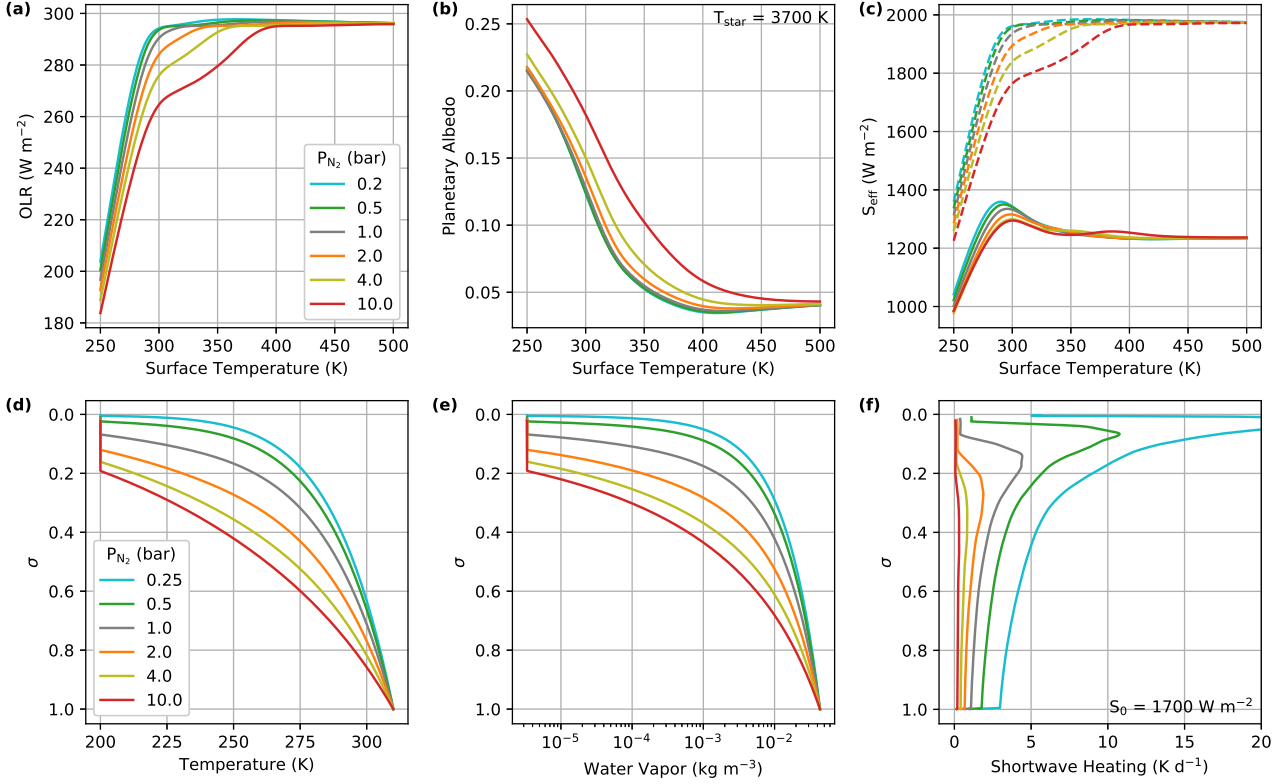 (a)
OLR (W m−2)
300
280
260
240
220
200
180
250 300 350 400 450 500
Surface Temperature (K)
PN2 (bar)
0.2
0.5
1.0
2.0
4.0
10.0
(b)
Planetary Albedo
0.25
0.20
0.15
0.10
0.05
250 300 350 400 450 500
Surface Temperature (K)
Tstar = 3700 K
(c)
Seff (W m−2)
2000
1800
1600
1400
1200
1000
250 300 350 400 450 500
Surface Temperature (K)
(d)
σ
0.0
0.2
0.4
0.6
0.8
1.0
200 225 250 275 300
Temperature (K)
PN2 (bar)
0.25
0.5
1.0
2.0
4.0
10.0
(e)
σ
0.0
0.2
0.4
0.6
0.8
1.0
10−5 10−4 10−3 10−2
Water Vapor (kg m−3)
(f)
σ
0.0
0.2
0.4
0.6
0.8
1.0
0 5 10 15 20
Shortwave Heating (K d−1)
S0 = 1700 W m−2